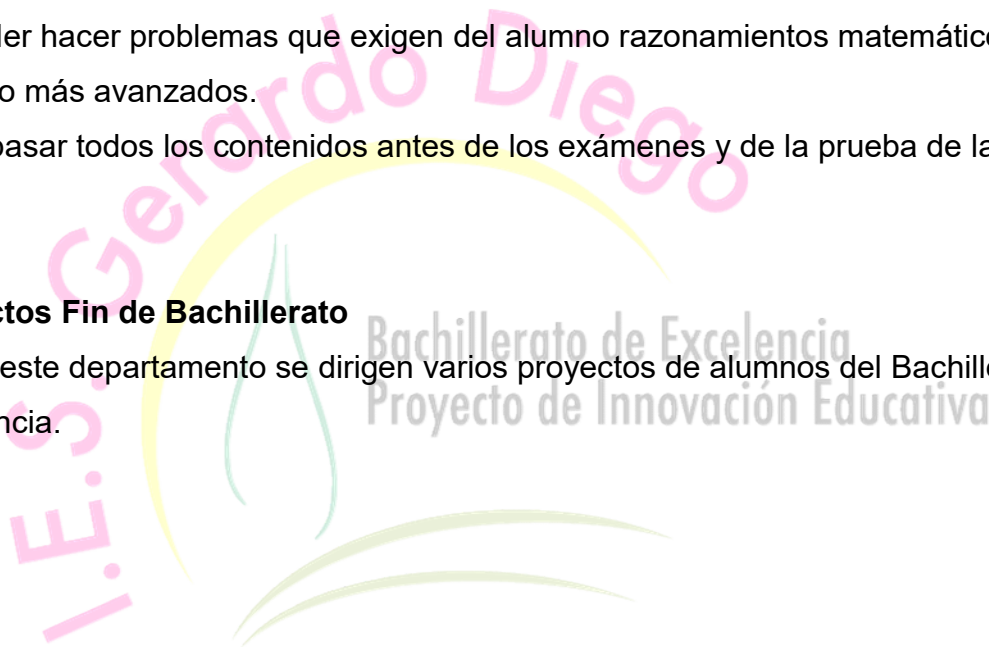 ler hacer problemas que exigen del alumno razonamientos
o más avanzados.
pasar todos los contenidos antes de los exámenes y de la prueba de la
ctos Fin de Bachillerato
este departamento se dirigen varios proyectos de alumnos del
ncia.
I.E.S. Gerardo Diego
Bachillerato de Excelencia
Proyecto de Innovación Educativa